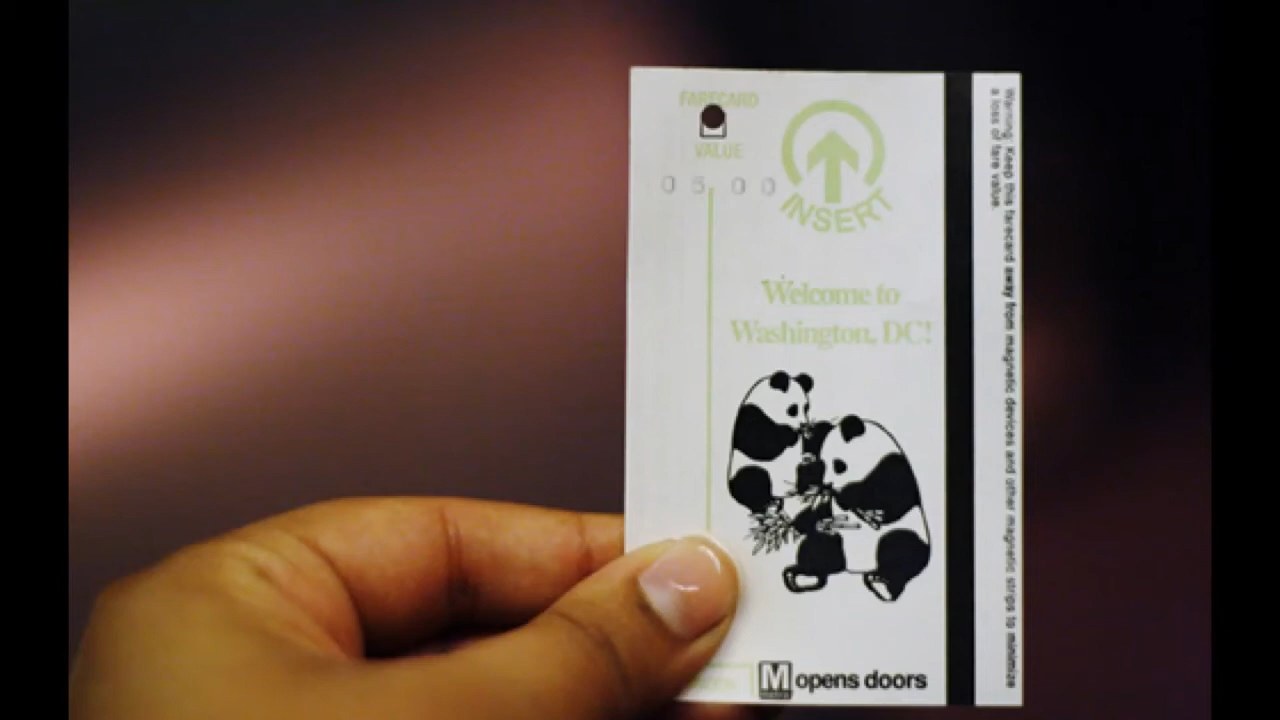 FARECARD
VALUE
05 00
INSERT
Welcome to
Washington, DC!
M opens doors
Warning: Keep this farecard away from magnetic devices and other magnetic strips to minimize
a loss of fare value.